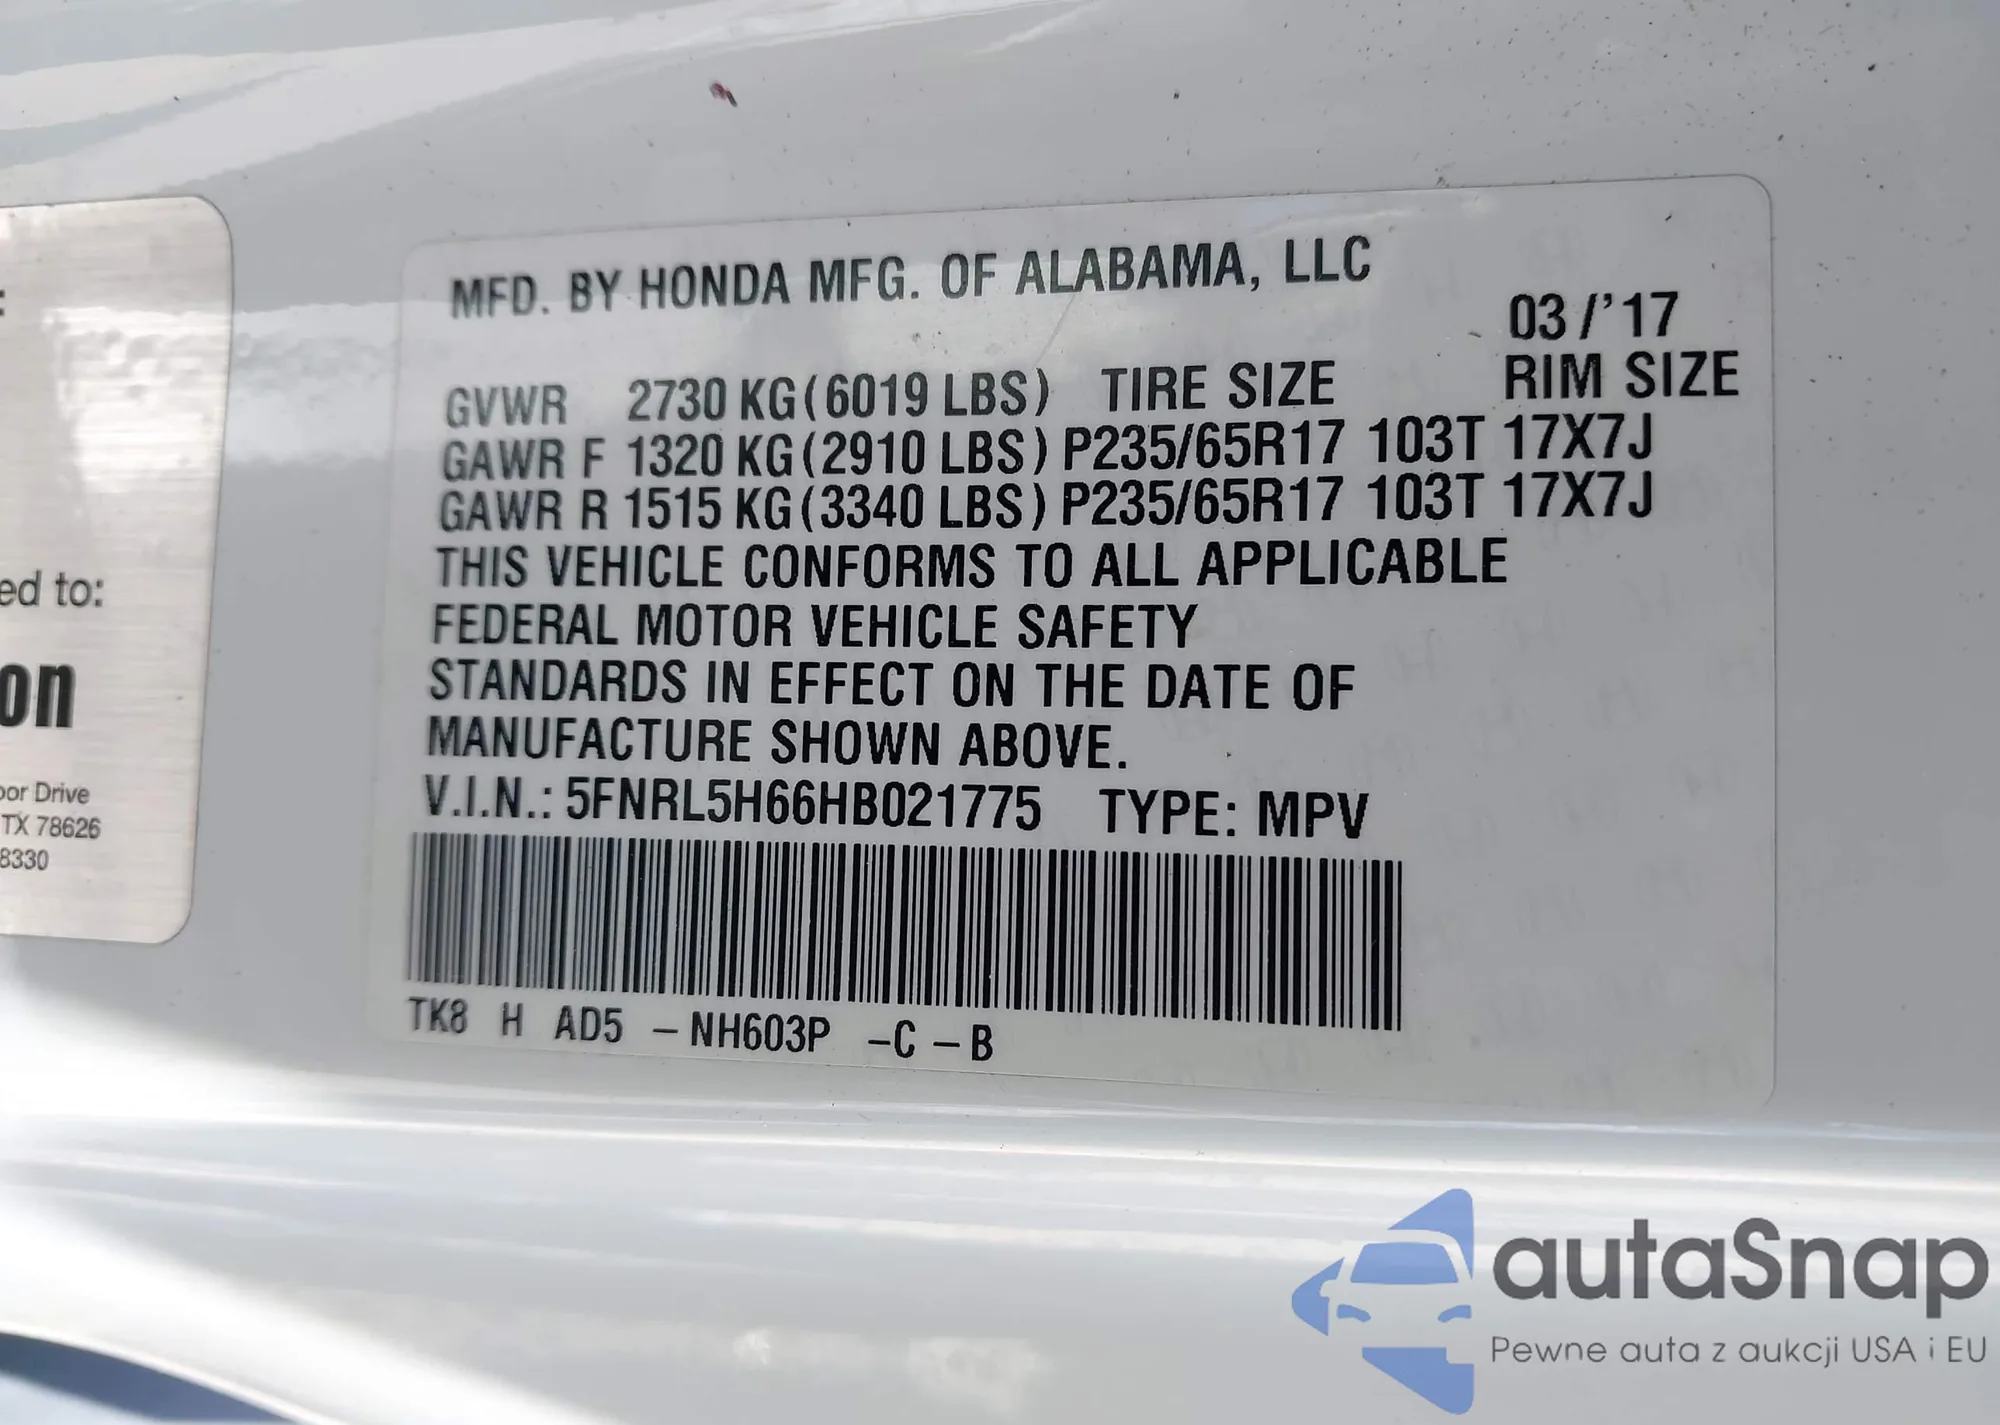 :
ed to:
on
oor Drive
TX 78626
8330
MFD. BY HONDA MFG. OF ALABAMA, LLC
03 /'17
GVWR 2730 KG (6019 LBS) TIRE SIZE RIM SIZE
GAWR F 1320 KG (2910 LBS) P235/65R17 103T 17X7J
GAWR R 1515 KG (3340 LBS) P235/65R17 103T 17X7J
THIS VEHICLE CONFORMS TO ALL APPLICABLE
FEDERAL MOTOR VEHICLE SAFETY
STANDARDS IN EFFECT ON THE DATE OF
MANUFACTURE SHOWN ABOVE.
V.I.N.: 5FNRL5H66HB021775 TYPE: MPV
TK8 H AD5 – NH603P –C – B
autaSnap
Pewne auta z aukcji USA i EU